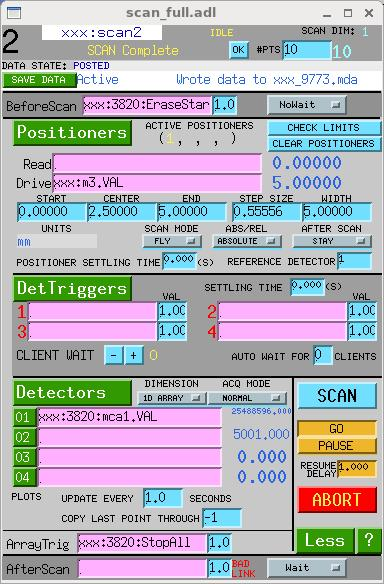 scan_full.adl
2 xxx:scan2 IDLE SCAN DIM: 1
SCAN Complete OK #PTS 10 10
DATA STATE: POSTED
SAVE DATA Active Wrote data to xxx_9773.mda
BeforeScan xxx:3820:EraseStar 1.0 NoWait
Positioners ACTIVE POSITIONERS CHECK LIMITS
(1, , , ) CLEAR POSITIONERS
Read 0.00000
Drive xxx:m3.VAL 5.00000
START CENTER END STEP SIZE WIDTH
0.00000 2.50000 5.00000 0.55556 5.00000
UNITS SCAN MODE ABS/REL AFTER SCAN
mm FLY ABSOLUTE STAY
POSITIONER SETTLING TIME 0.000 (S) REFERENCE DETECTOR 1
DetTriggers SETTLING TIME 0.000 (S)
VAL VAL
1 1.00 2 1.00
3 1.00 4 1.00
CLIENT WAIT - + 0 AUTO WAIT FOR 0 CLIENTS
Detectors DIMENSION ACQ MODE
1D ARRAY NORMAL
SCAN
01 xxx:3820:mca1.VAL 25488596.000
02 5001.000
GO
PAUSE
03 0.000
04 0.000
RESUME DELAY 1.000
PLOTS UPDATE EVERY 1.0 SECONDS
ABORT
COPY LAST POINT THROUGH -1
ArrayTrig xxx:3820:StopAll 1.0 Less ?
AfterScan 1.0 BAD LINK Wait